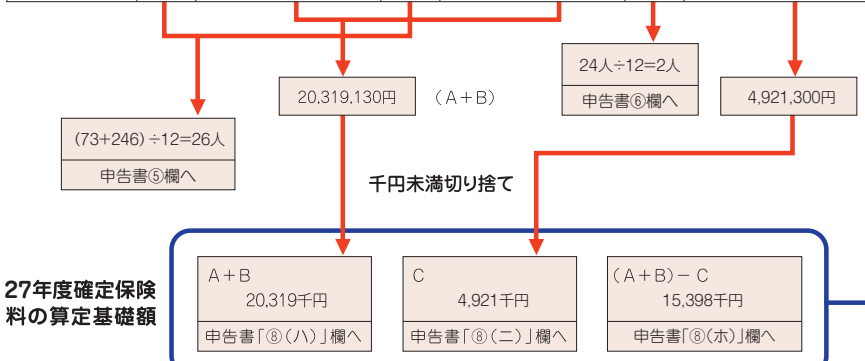 24人÷12=2人
申告書⑥欄へ
20,319,130円
(A+B)
4,921,300円
(73+246)÷12=26人
申告書⑤欄へ
千円未満切り捨て
27年度確定保険
料の算定基礎額
A+B
20,319千円
申告書「⑧(ハ)」欄へ
C
4,921千円
申告書「⑧(ニ)」欄へ
(A+B)-C
15,398千円
申告書「⑧(ホ)」欄へ